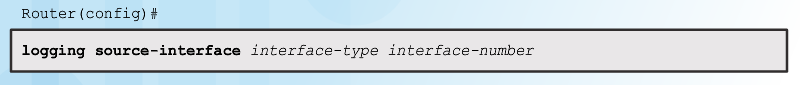 Router(config)#
logging source-interface interface-type interface-number